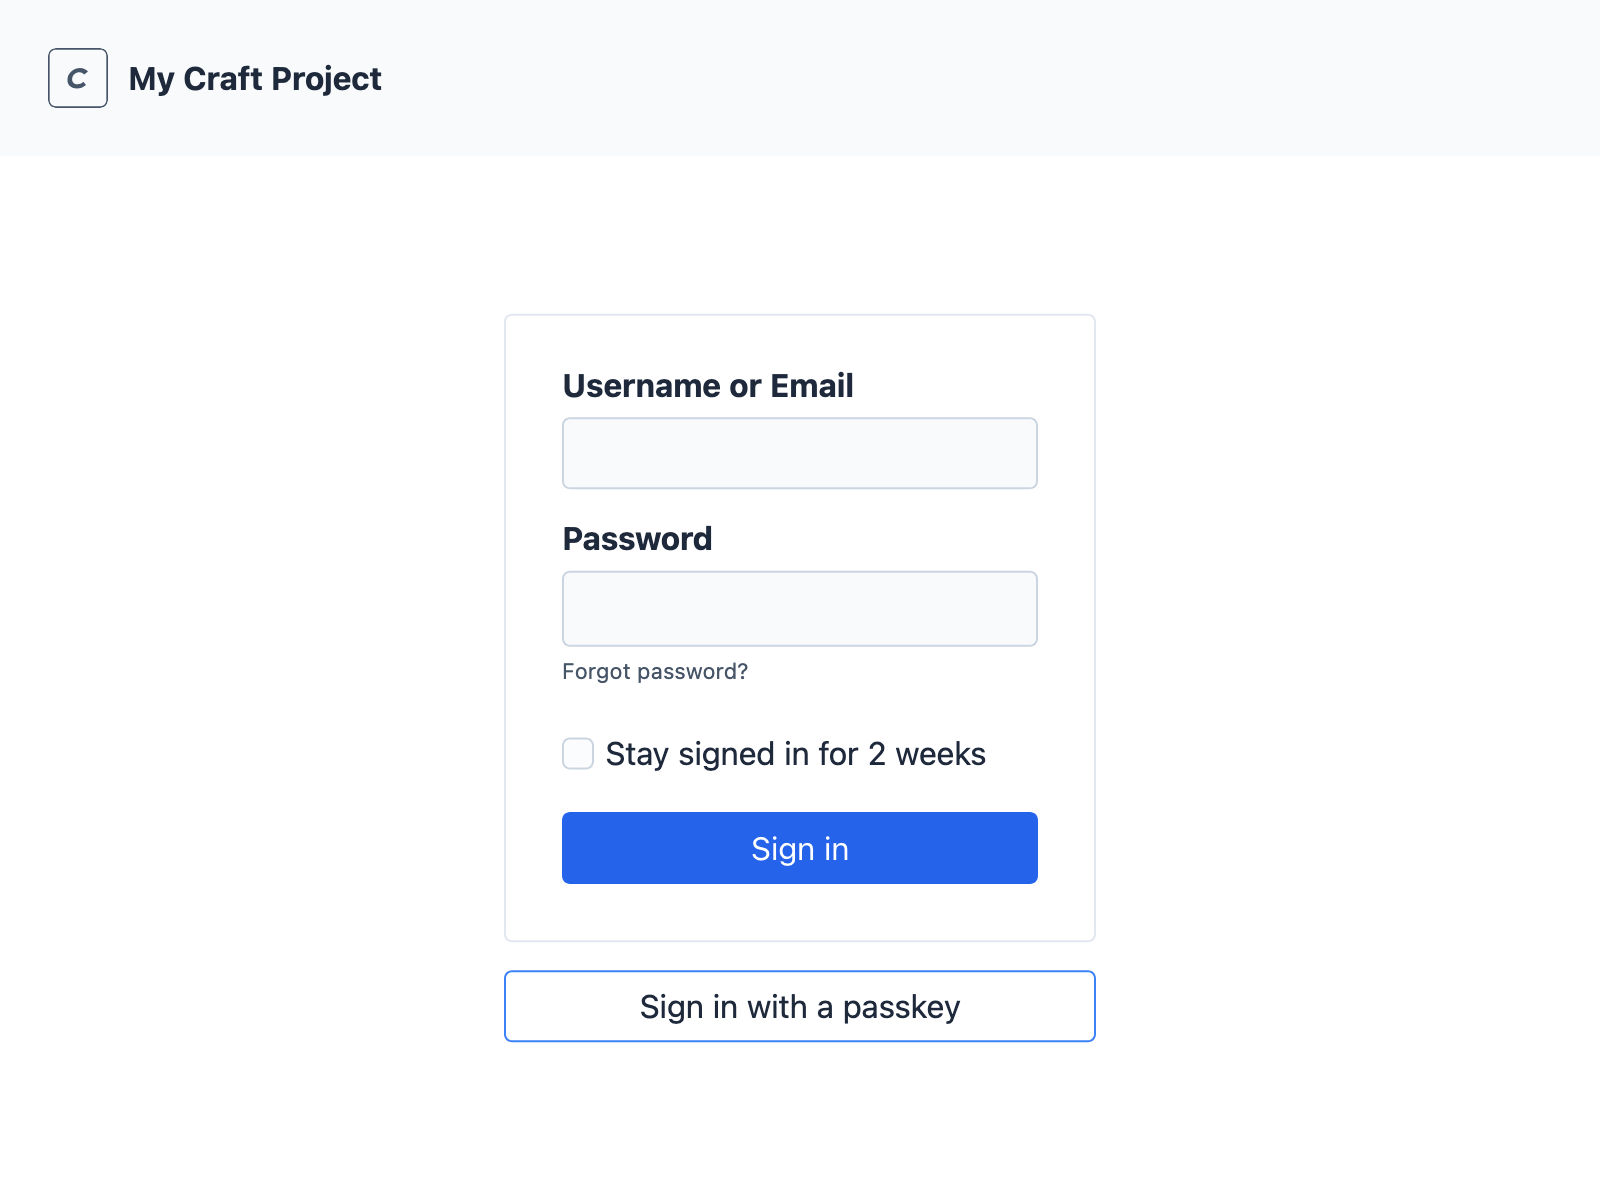 C
My Craft Project
Username or Email
Password
Forgot password?
Stay signed in for 2 weeks
Sign in
Sign in with a passkey